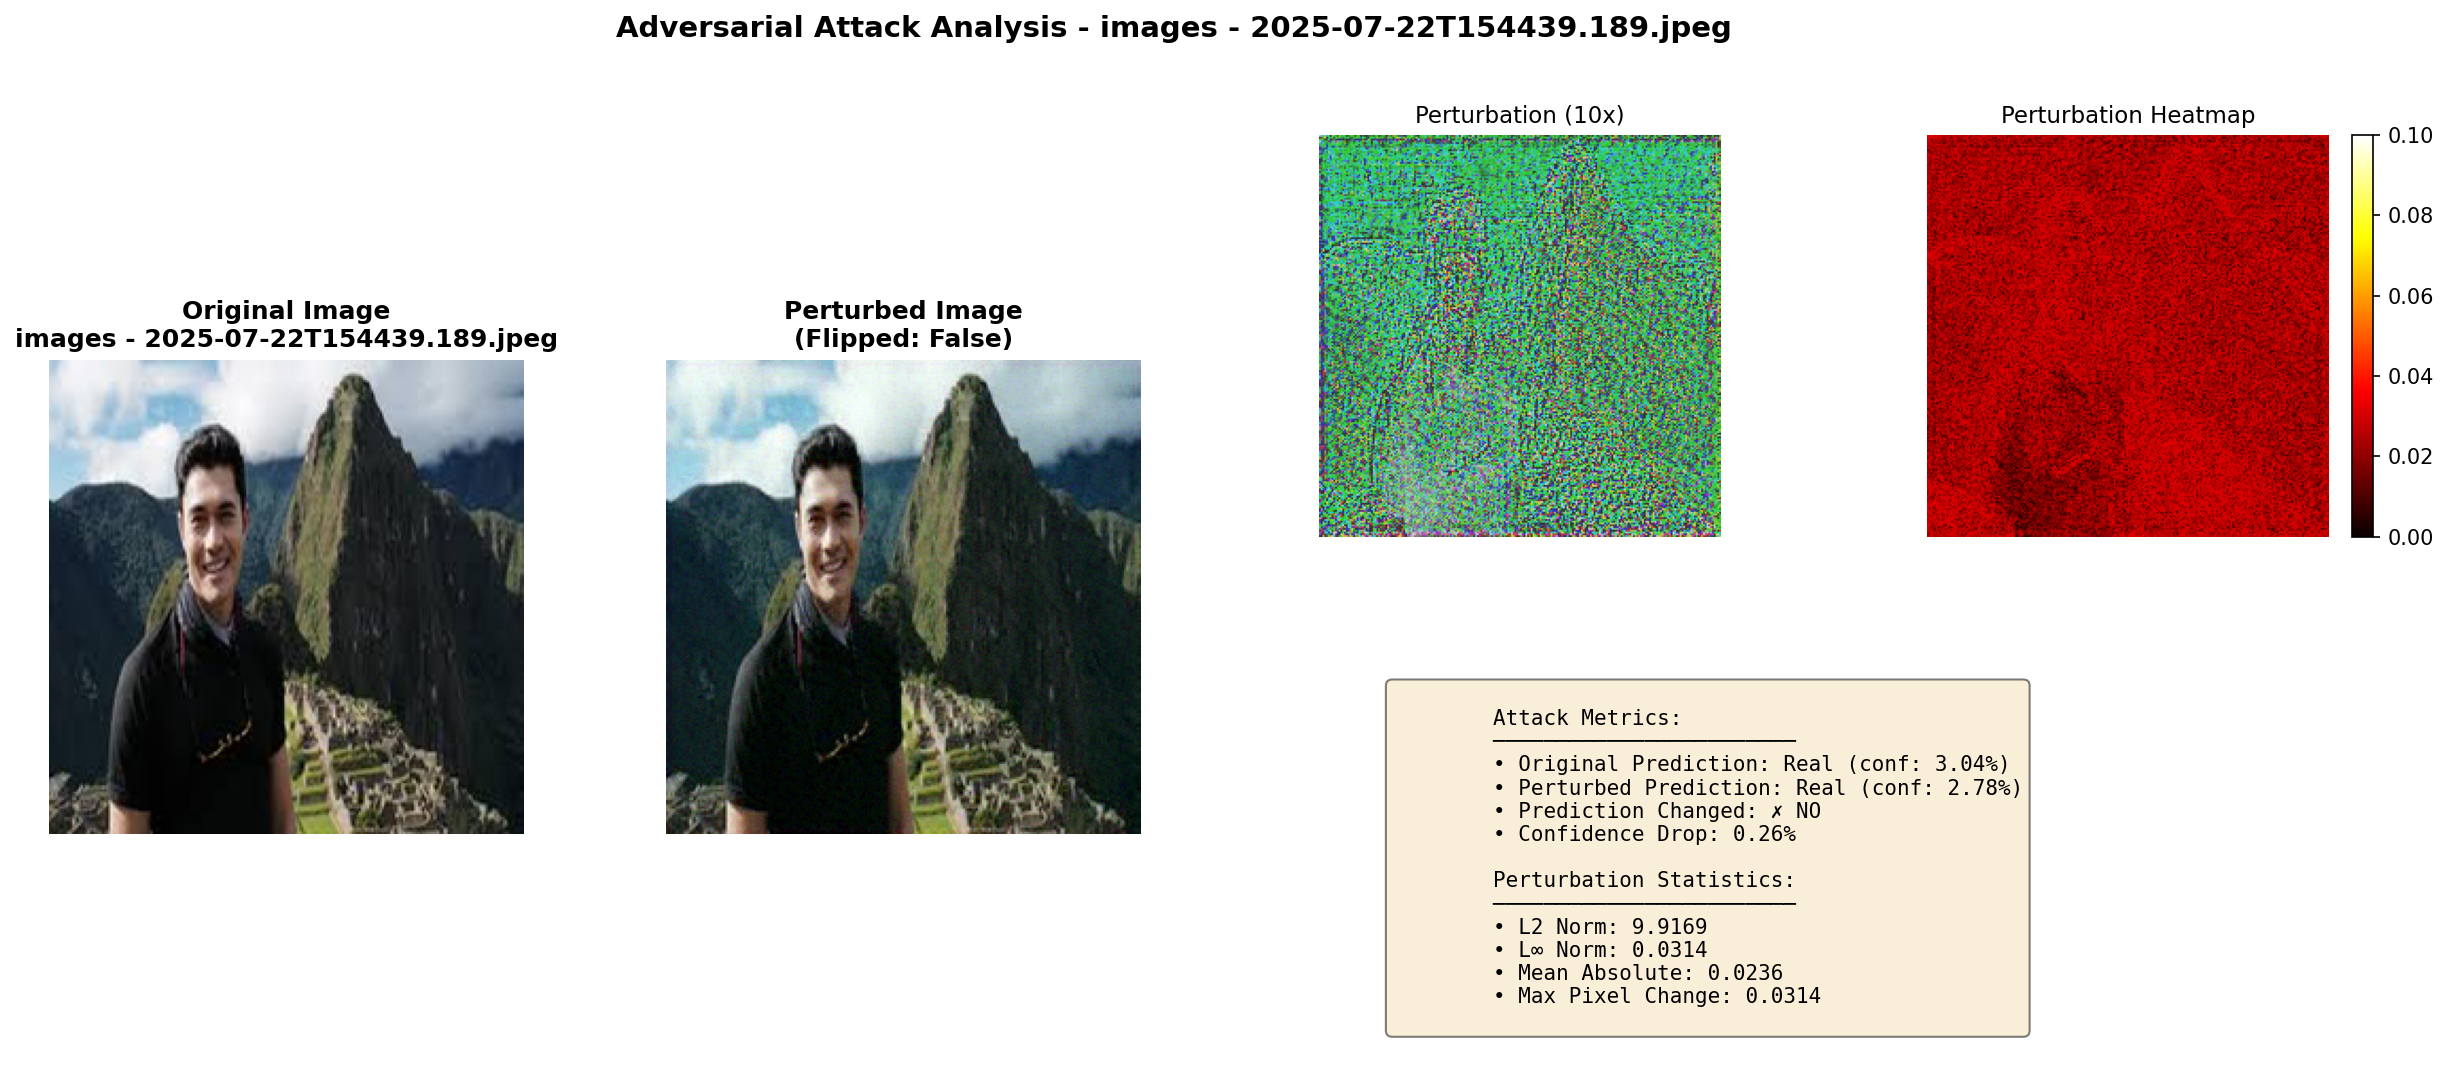 Adversarial Attack Analysis - images - 2025-07-22T154439.189.jpeg
Original Image
images - 2025-07-22T154439.189.jpeg
Perturbed Image
(Flipped: False)
Perturbation (10x)
Perturbation Heatmap
0.10
0.08
0.06
0.04
0.02
0.00
Attack Metrics:
• Original Prediction: Real (conf: 3.04%)
• Perturbed Prediction: Real (conf: 2.78%)
• Prediction Changed: ✗ NO
• Confidence Drop: 0.26%
Perturbation Statistics:
• L2 Norm: 9.9169
• L∞ Norm: 0.0314
• Mean Absolute: 0.0236
• Max Pixel Change: 0.0314